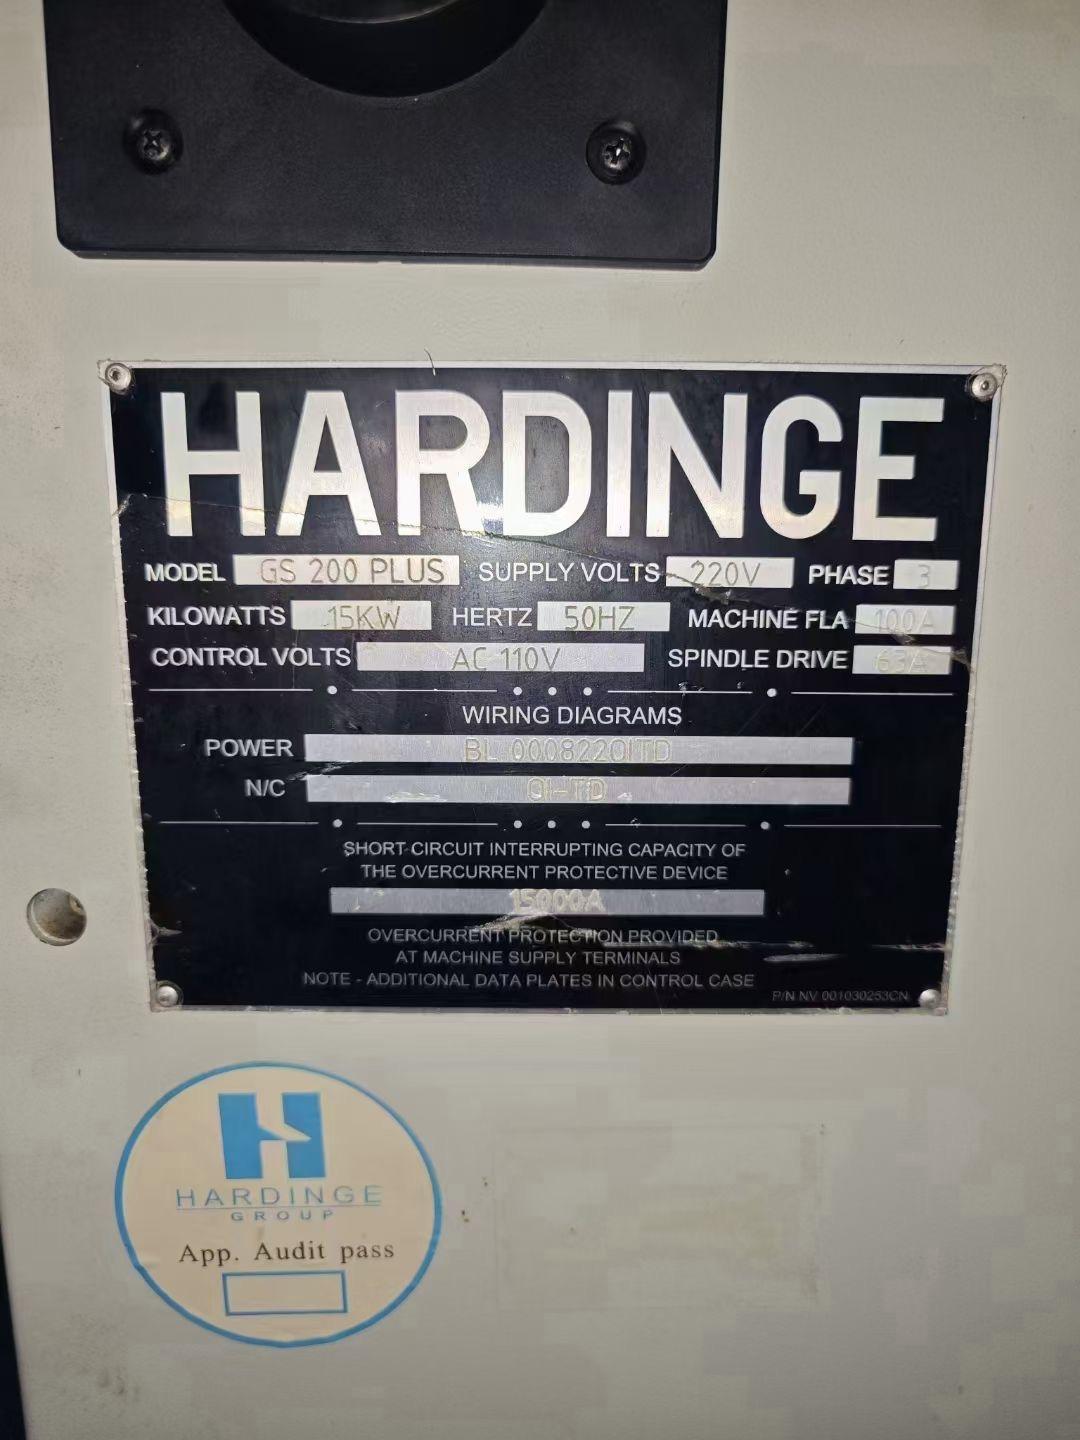 HARDINGE
MODEL GS 200 PLUS SUPPLY VOLTS 220V PHASE 3
KILOWATTS 15KW HERTZ 50HZ MACHINE FLA 100A
CONTROL VOLTS AC 110V SPINDLE DRIVE 63A
WIRING DIAGRAMS
POWER BL 0008220ITD
N/C OI-TD
SHORT CIRCUIT INTERRUPTING CAPACITY OF
THE OVERCURRENT PROTECTIVE DEVICE
15000A
OVERCURRENT PROTECTION PROVIDED
AT MACHINE SUPPLY TERMINALS
NOTE - ADDITIONAL DATA PLATES IN CONTROL CASE
P/N NV 001030253CN
HARDINGE
GROUP
App. Audit pass